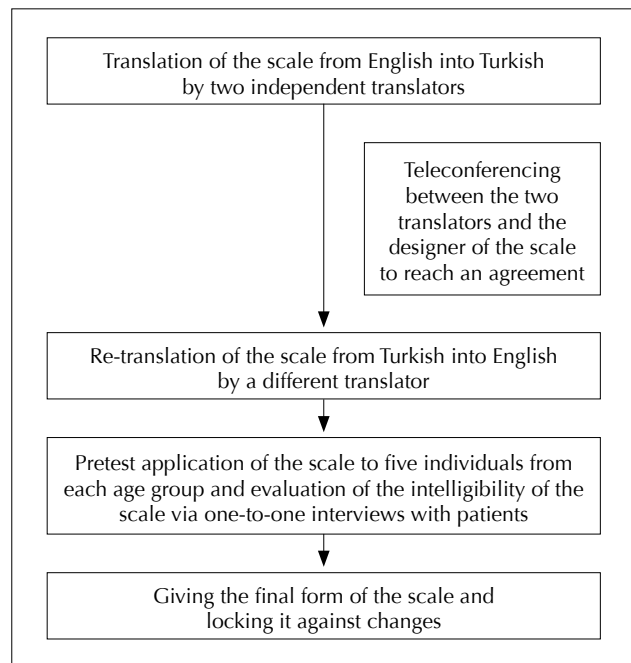 Translation of the scale from English into Turkish
by two independent translators
Teleconferencing
between the two
translators and the
designer of the scale
to reach an agreement
Re-translation of the scale from Turkish into English
by a different translator
Pretest application of the scale to five individuals from
each age group and evaluation of the intelligibility of the
scale via one-to-one interviews with patients
Giving the final form of the scale and
locking it against changes